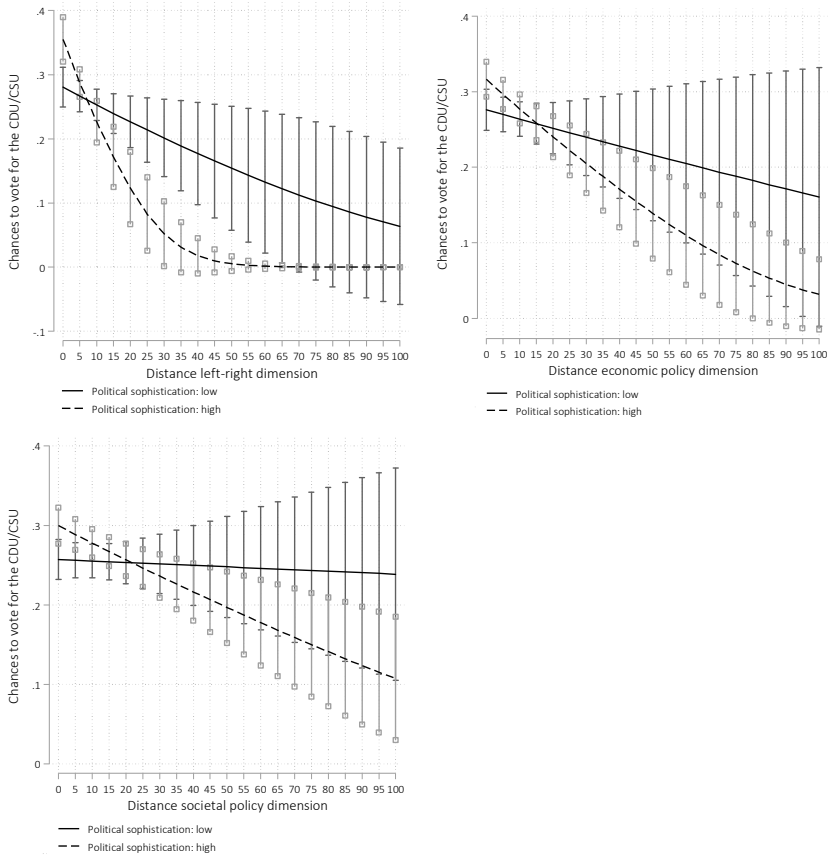 .4
.3
.2
.1
0
-.1
Chances to vote for the CDU/CSU
0 5 10 15 20 25 30 35 40 45 50 55 60 65 70 75 80 85 90 95 100
Distance left-right dimension
Political sophistication: low
Political sophistication: high
.4
.3
.2
.1
0
Chances to vote for the CDU/CSU
0 5 10 15 20 25 30 35 40 45 50 55 60 65 70 75 80 85 90 95 100
Distance economic policy dimension
Political sophistication: low
Political sophistication: high
.4
.3
.2
.1
0
Chances to vote for the CDU/CSU
0 5 10 15 20 25 30 35 40 45 50 55 60 65 70 75 80 85 90 95 100
Distance societal policy dimension
Political sophistication: low
Political sophistication: high